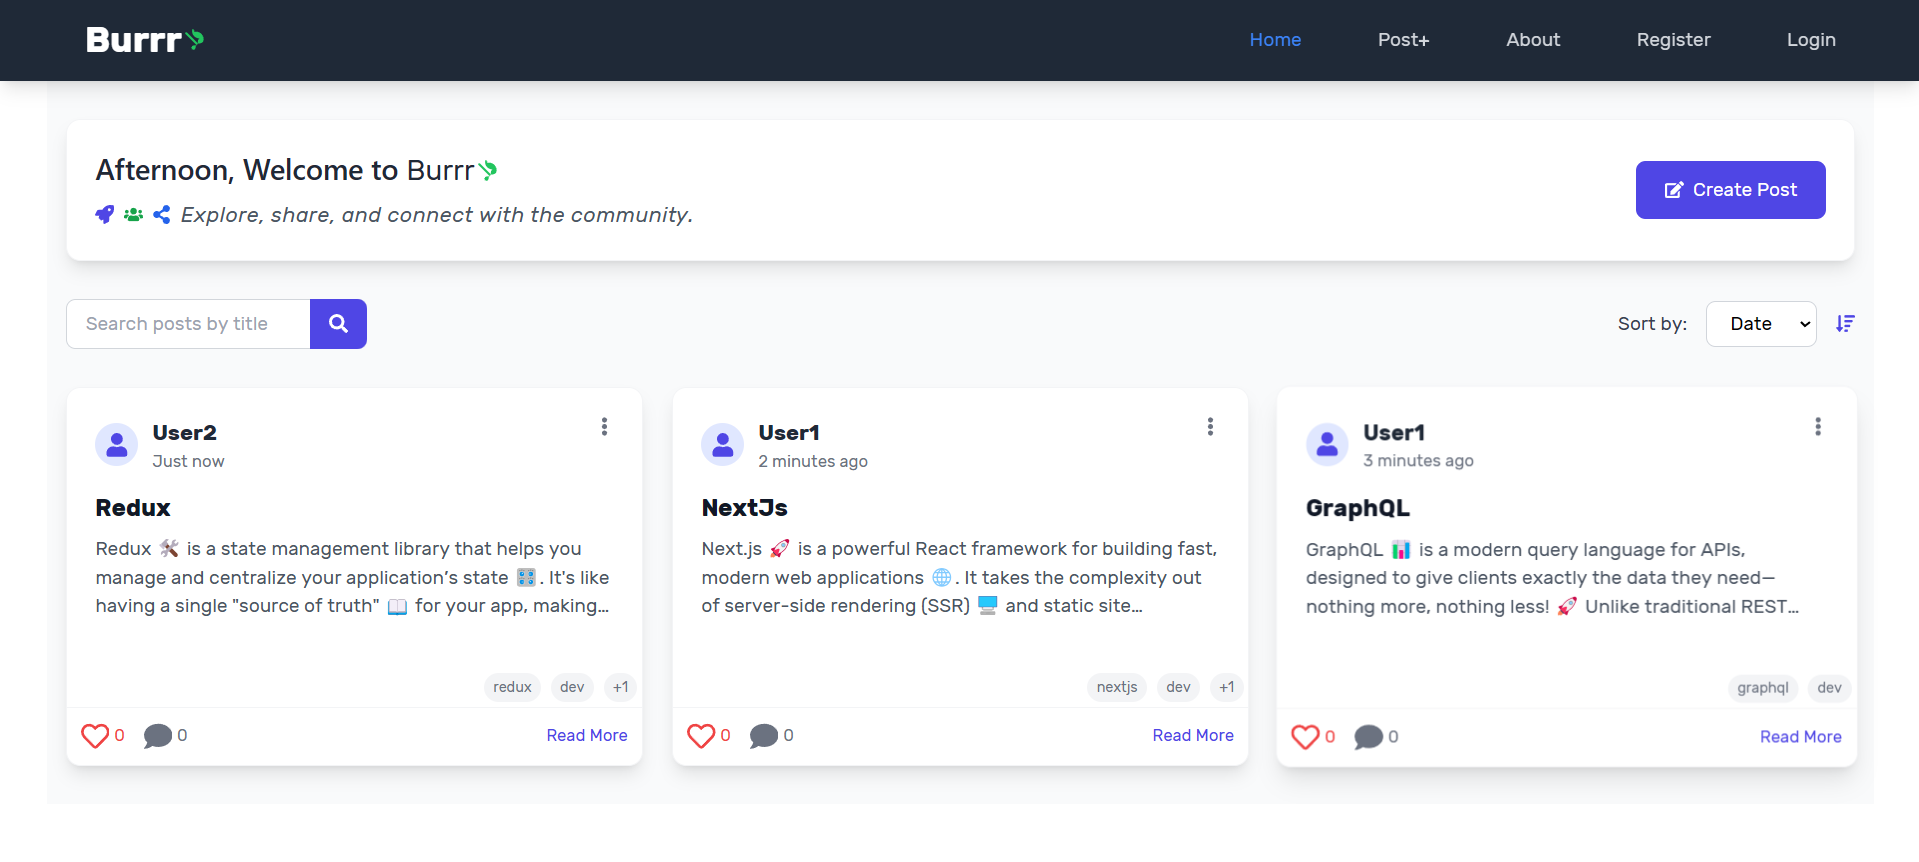 Burrr
Home
Post+
About
Register
Login
Afternoon, Welcome to Burrr
Explore, share, and connect with the community.
Create Post
Search posts by title
Sort by:
Date
User2
Just now
Redux
Redux 🛠️ is a state management library that helps you
manage and centralize your application’s state 🎛️. It's like
having a single "source of truth" 📖 for your app, making…
redux
dev
+1
0
0
Read More
User1
2 minutes ago
NextJs
Next.js 🚀 is a powerful React framework for building fast,
modern web applications 🌐. It takes the complexity out
of server-side rendering (SSR) 🖥️ and static site…
nextjs
dev
+1
0
0
Read More
User1
3 minutes ago
GraphQL
GraphQL 📊 is a modern query language for APIs,
designed to give clients exactly the data they need—
nothing more, nothing less! 🚀 Unlike traditional REST…
graphql
dev
0
0
Read More